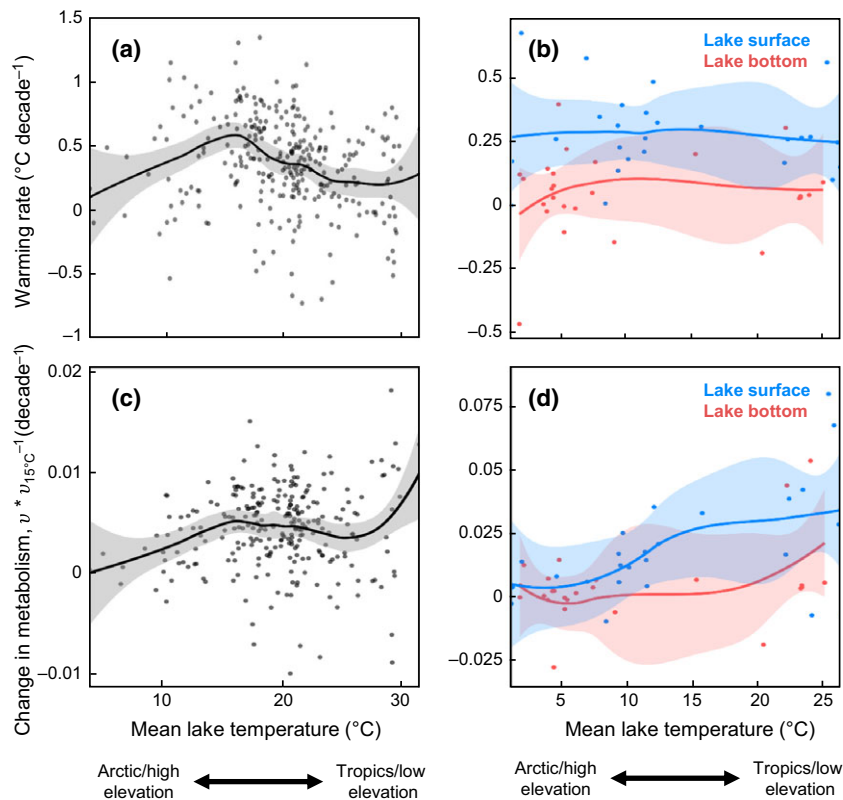 (a)
Warming rate (°C decade⁻¹)
1.5
1
0.5
0
−0.5
−1
(b)
Lake surface
Lake bottom
0.5
0.25
0
−0.25
−0.5
(c)
Change in metabolism, υ * υ₁₅°C⁻¹ (decade⁻¹)
0.02
0.01
0
−0.01
10
20
30
Mean lake temperature (°C)
(d)
Lake surface
Lake bottom
0.075
0.05
0.025
0
−0.025
5
10
15
20
25
Mean lake temperature (°C)
Arctic/high
elevation
Tropics/low
elevation
Arctic/high
elevation
Tropics/low
elevation